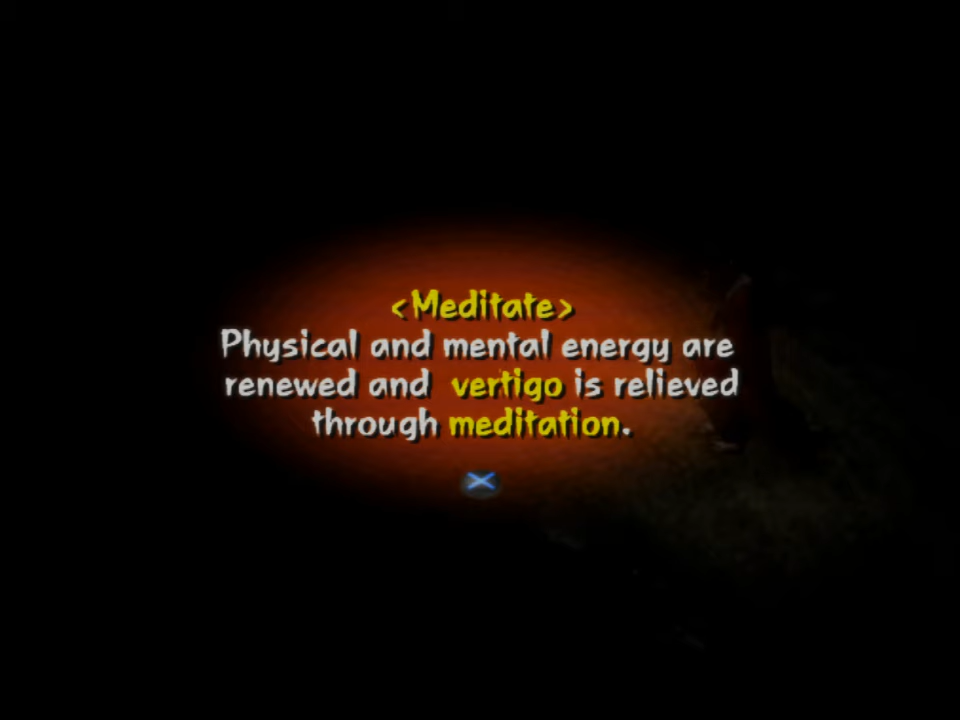 <Meditate>
Physical and mental energy are
renewed and vertigo is relieved
through meditation.